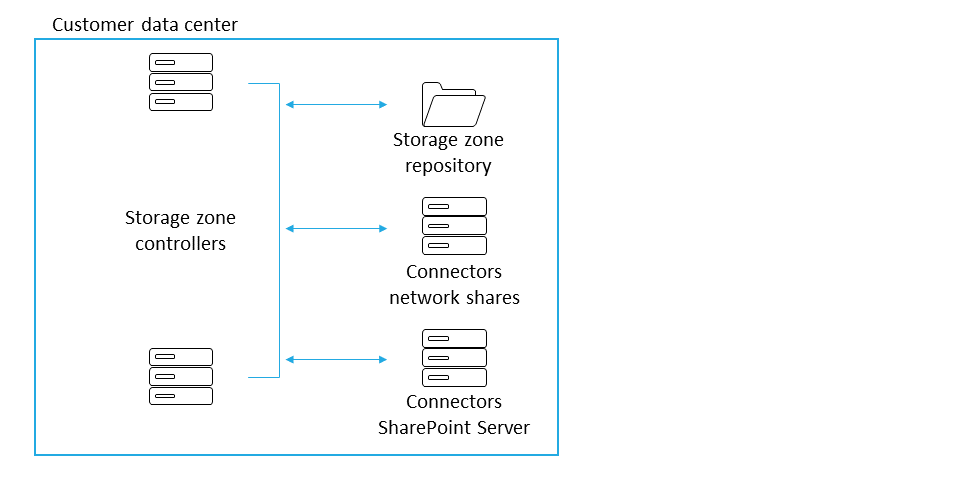 Customer data center
Storage zone
repository
Storage zone
controllers
Connectors
network shares
Connectors
SharePoint Server